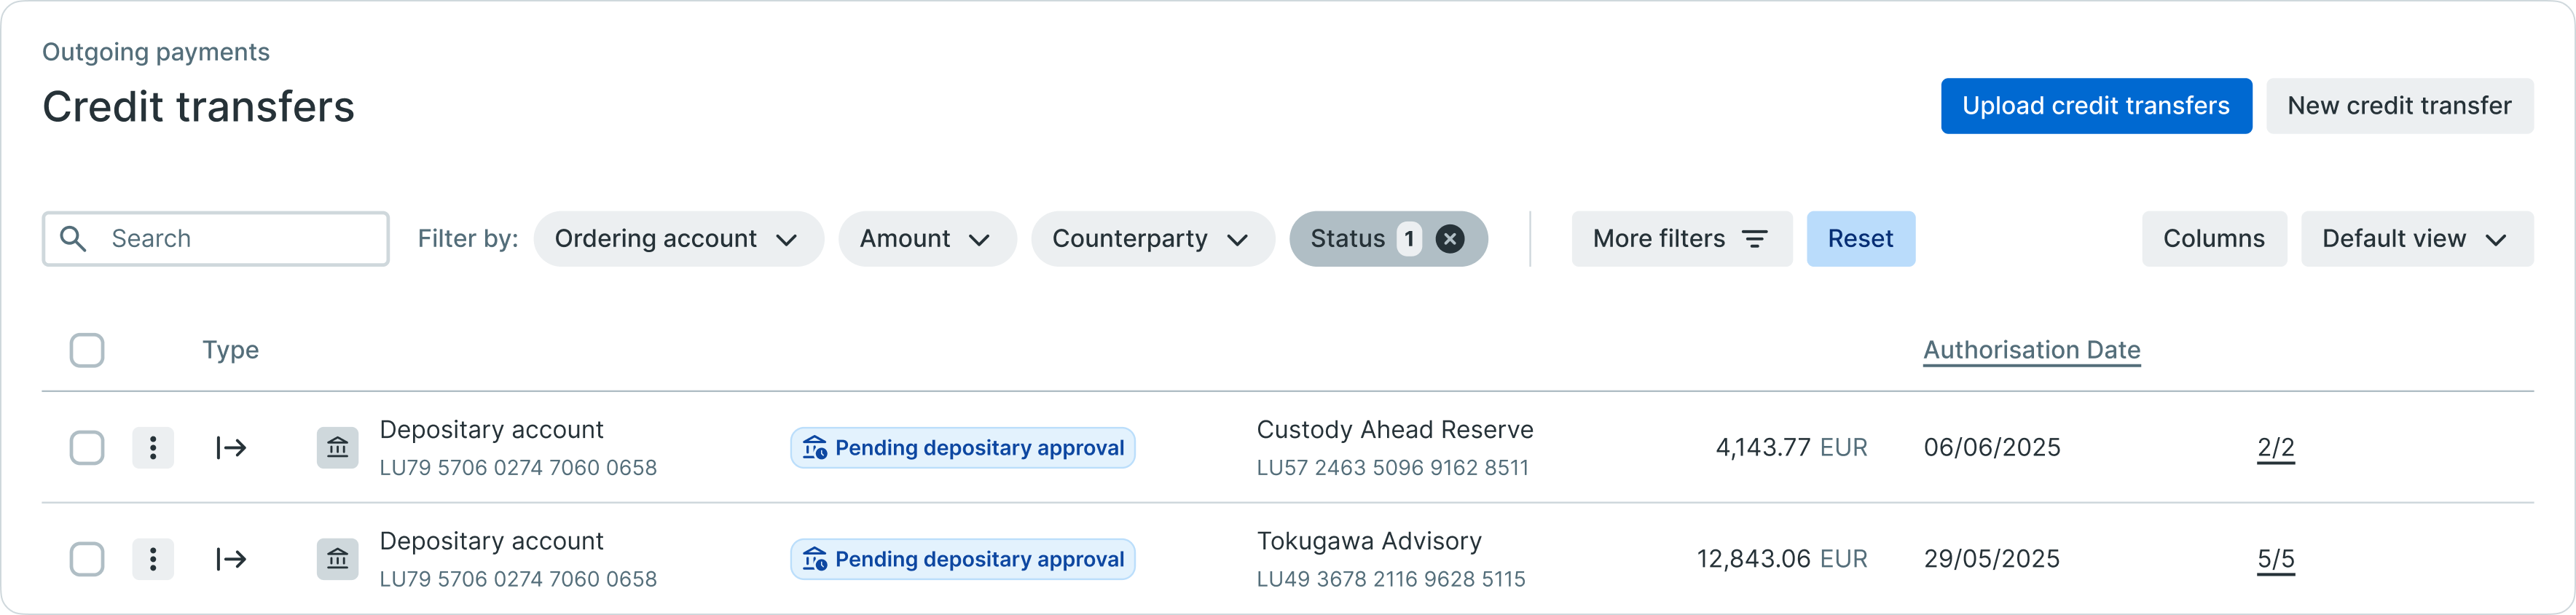 Outgoing payments
Credit transfers
Upload credit transfers
New credit transfer
Search
Filter by:
Ordering account
Amount
Counterparty
Status 1
More filters
Reset
Columns
Default view
Type
Authorisation Date
Depositary account
LU79 5706 0274 7060 0658
Pending depositary approval
Custody Ahead Reserve
LU57 2463 5096 9162 8511
4,143.77 EUR
06/06/2025
2/2
Depositary account
LU79 5706 0274 7060 0658
Pending depositary approval
Tokugawa Advisory
LU49 3678 2116 9628 5115
12,843.06 EUR
29/05/2025
5/5